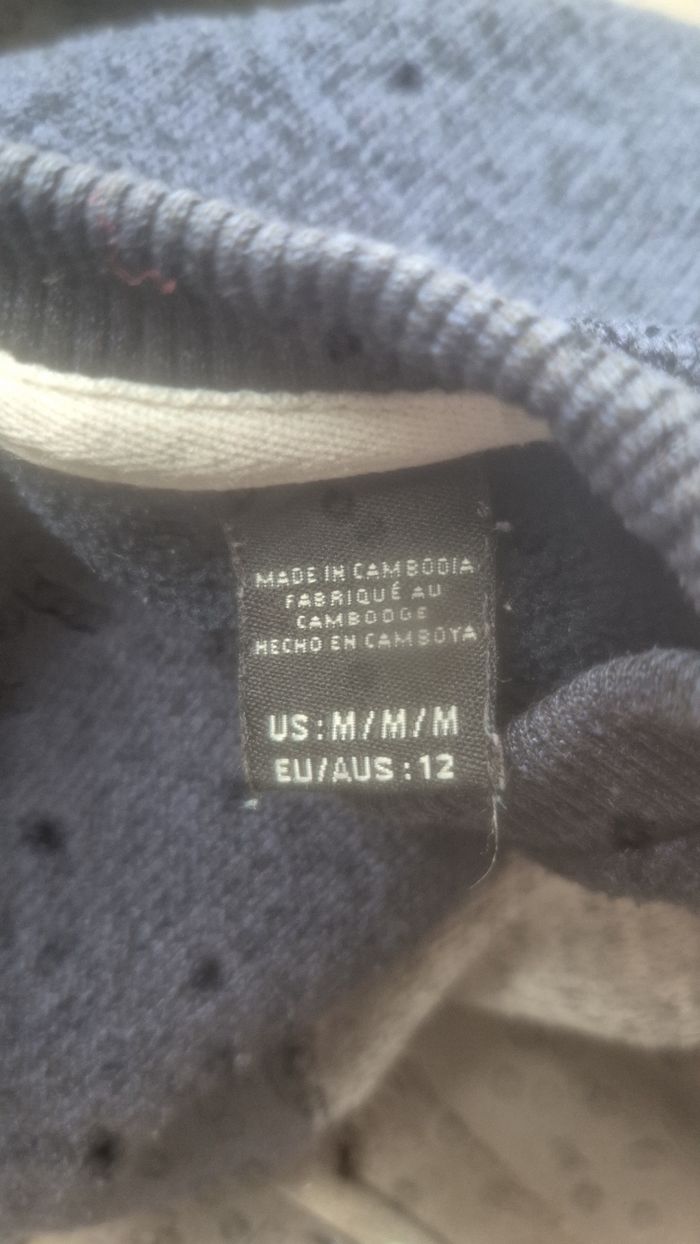 MADE IN CAMBODIA
FABRIQUÉ AU
CAMBODGE
HECHO EN CAMBOYA
US:M/M/M
EU/AUS:12